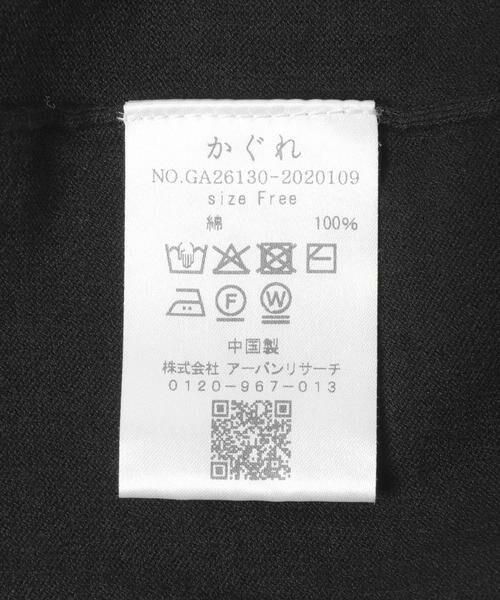 かぐれ
NO.GA26130-2020109
size Free
綿 100%
F W
中国製
株式会社 アーバンリサーチ
0120-967-013